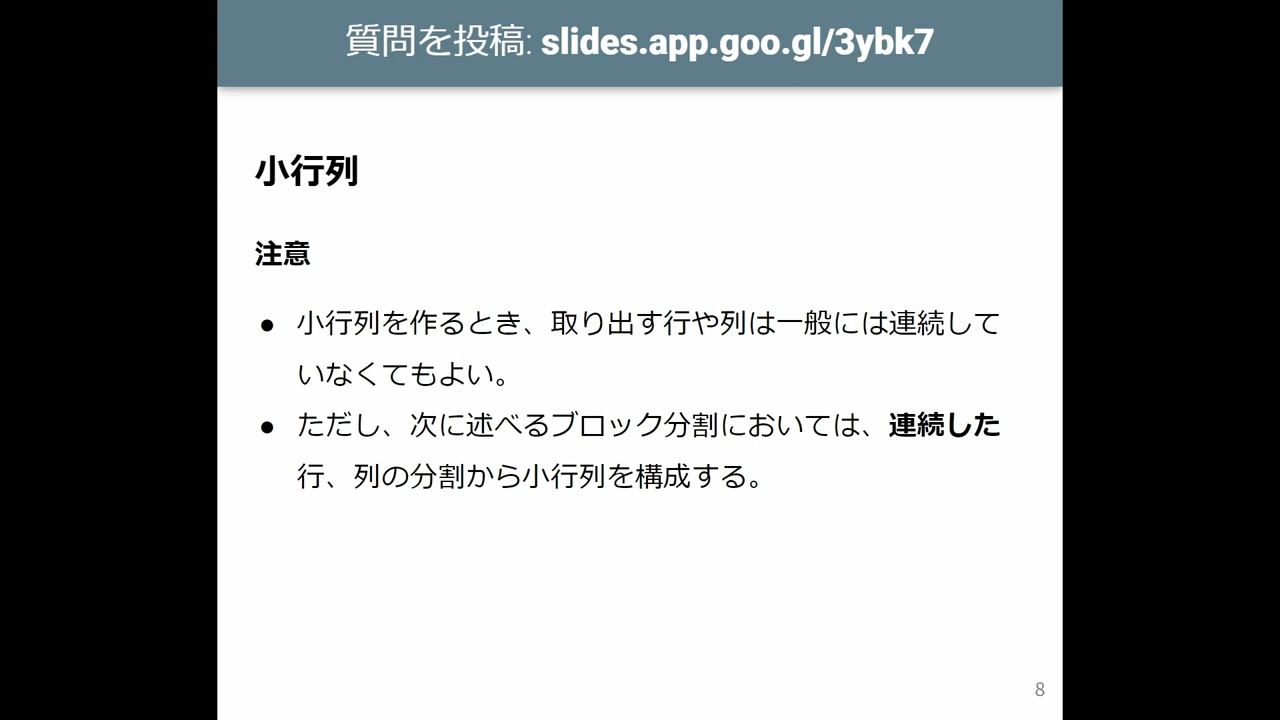 質問を投稿: slides.app.goo.gl/3ybk7
小行列
注意
● 小行列を作るとき、取り出す行や列は一般には連続して
いなくてもよい。
● ただし、次に述べるブロック分割においては、連続した
行、列の分割から小行列を構成する。
8